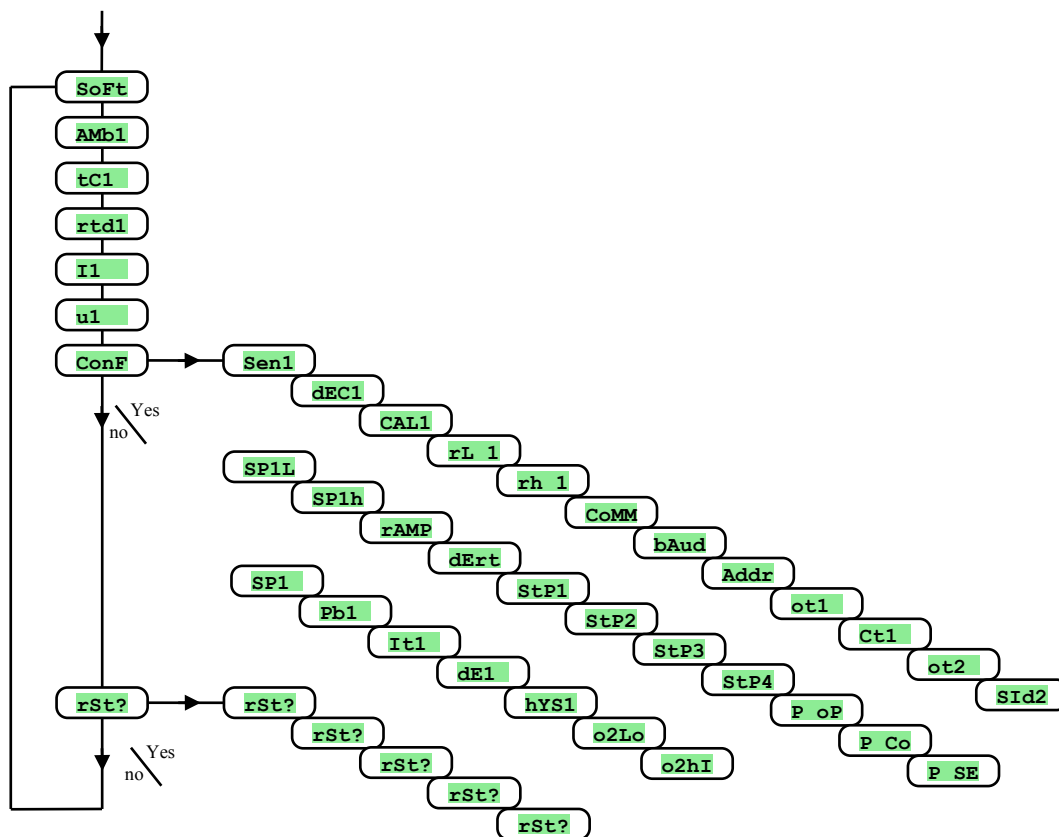 SoFt
AMb1
tC1
rtd1
I1
u1
ConF
Yes
no
Sen1
dEC1
CAL1
rL 1
rh 1
CoMM
bAud
Addr
ot1
Ct1
ot2
SId2
SP1L
SP1h
rAMP
dErt
StP1
StP2
StP3
StP4
P oP
P Co
P SE
SP1
Pb1
It1
dE1
hYS1
o2Lo
o2hI
rSt?
Yes
no
rSt?
rSt?
rSt?
rSt?
rSt?